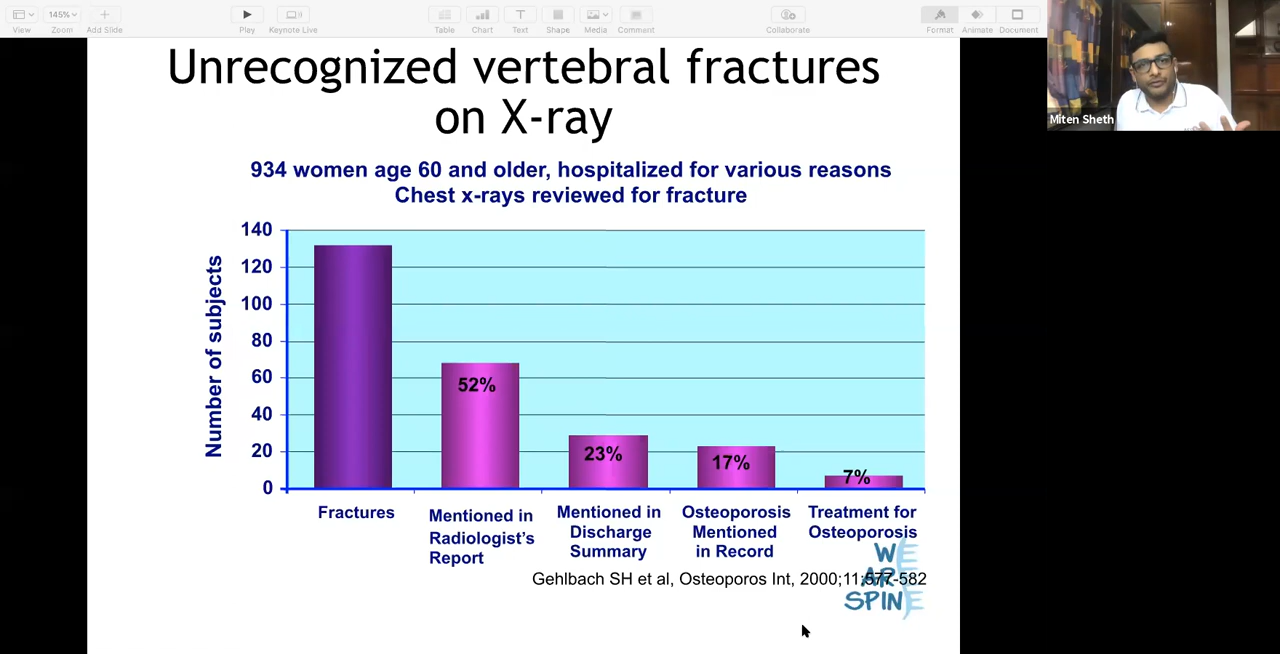 145%
View
Zoom
Add Slide
Play
Keynote Live
Table
Chart
Text
Shape
Media
Comment
Collaborate
Format
Animate
Document
Miten Sheth
Unrecognized vertebral fractures
on X-ray
934 women age 60 and older, hospitalized for various reasons
Chest x-rays reviewed for fracture
Number of subjects
140
120
100
80
60
40
20
0
52%
23%
17%
7%
Fractures
Mentioned in
Radiologist's
Report
Mentioned in
Discharge
Summary
Osteoporosis
Mentioned
in Record
Treatment for
Osteoporosis
Gehlbach SH et al, Osteoporos Int, 2000;11:577-582
WE
ARE
SPINE